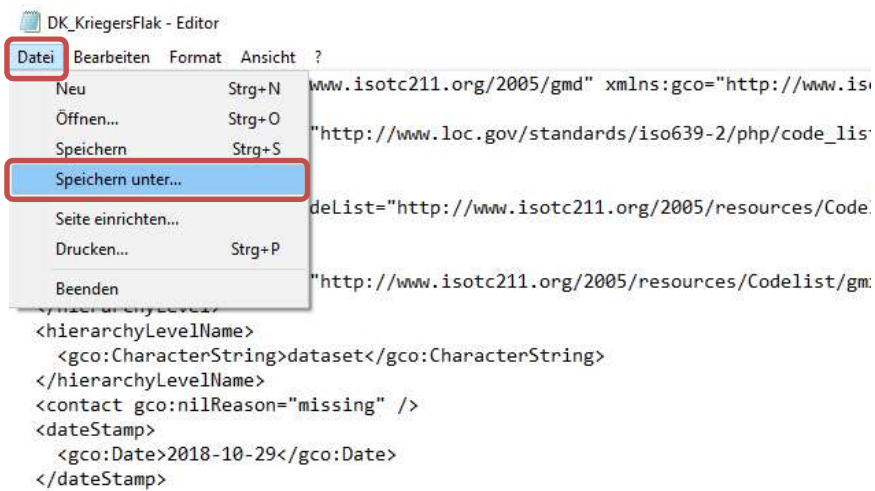 DK_KriegersFlak - Editor
Datei Bearbeiten Format Ansicht ?
Neu Strg+N
www.isotc211.org/2005/gmd" xmlns:gco="http://www.iso
Öffnen... Strg+O
"http://www.loc.gov/standards/iso639-2/php/code_lis
Speichern Strg+S
Speichern unter...
deList="http://www.isotc211.org/2005/resources/Code
Seite einrichten...
Drucken... Strg+P
"http://www.isotc211.org/2005/resources/Codelist/gm
Beenden
</hierarchyLevel>
<hierarchyLevelName>
<gco:CharacterString>dataset</gco:CharacterString>
</hierarchyLevelName>
<contact gco:nilReason="missing" />
<dateStamp>
<gco:Date>2018-10-29</gco:Date>
</dateStamp>